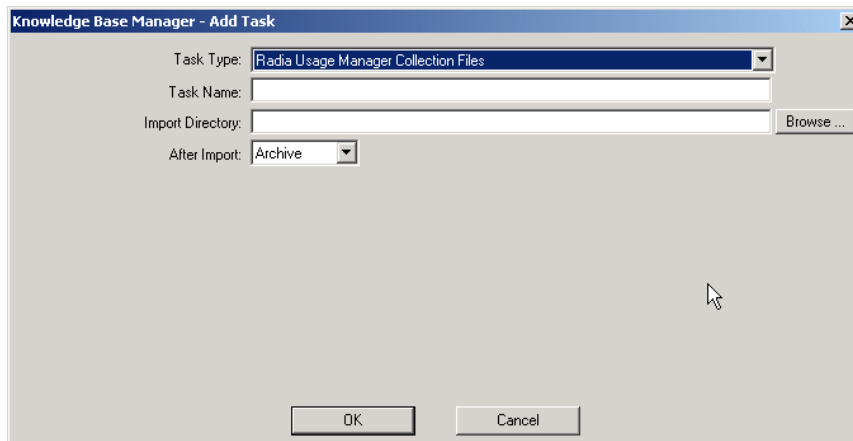 Knowledge Base Manager - Add Task
Task Type: Radia Usage Manager Collection Files
Task Name:
Import Directory: Browse ...
After Import: Archive
OK Cancel